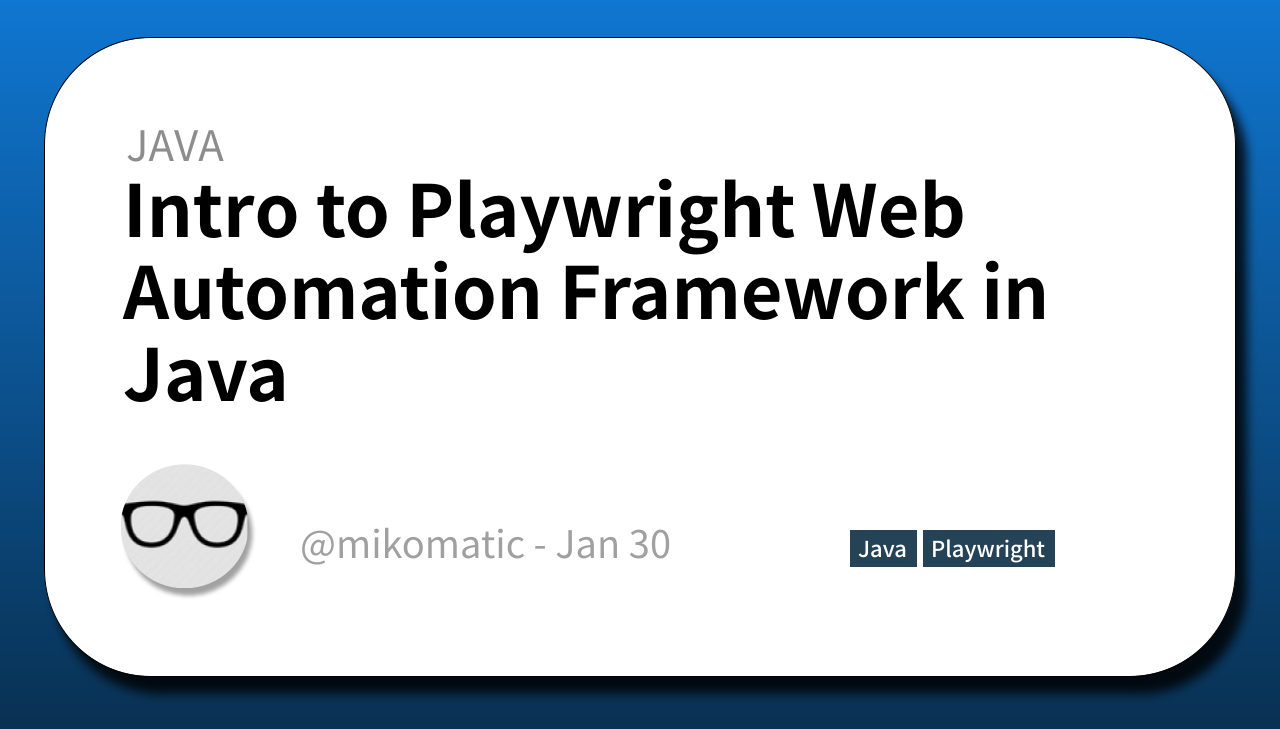 JAVA
Intro to Playwright Web
Automation Framework in
Java
@mikomatic - Jan 30
Java Playwright